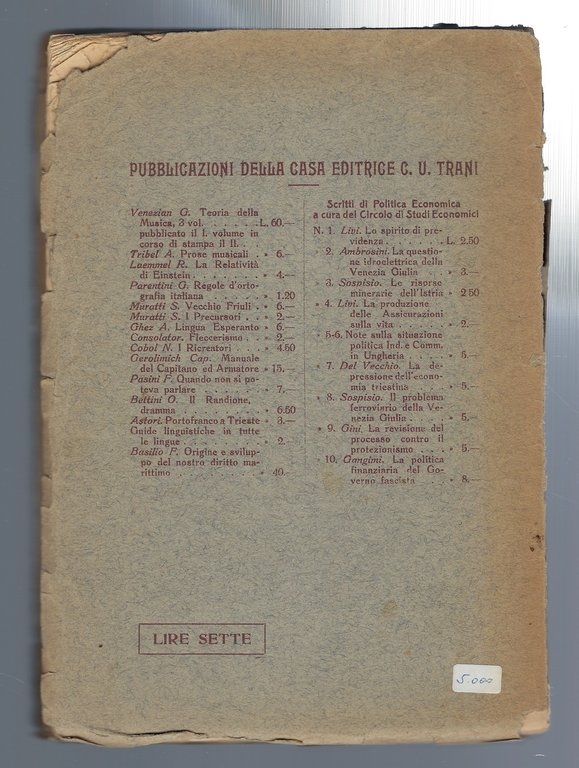 PUBBLICAZIONI DELLA CASA EDITRICE C. U. TRANI
Venezian G. Teoria della
Musica, 3 vol. . . . . . L. 60.—
pubblicato il I. volume in
corso di stampa il II. . .
Tribel A. Prose musicali . » 6.—
Luemmel R. La Relatività
di Einstein . . . . . . . » 4.—
Parentini G. Regole d'orto-
grafia italiana . . . . . » 1.20
Muratti S. Vecchio Friuli . » 6.—
Muratti S. I Precursori . . » 2.—
Ghez A. Lingua Esperanto » 6.—
Consolator. Fleccerismo . . » 2.—
Cobol N. I Ricreatori . . . » 4.50
Gerolimich Cap. Manuale
del Capitano ed Armatore » 15.
Pasini F. Quando non si po-
teva parlare . . . . . . » 7.
Bettini O. Il Randione,
dramma . . . . . . . . » 6.50
Astori. Portofranco a Trieste » 3.—
Guide linguistiche in tutte
le lingue . . . . . . . . » 2.
Basilio F. Origine e svilup-
po del nostro diritto ma-
rittimo . . . . . . . . » 40.—
Scritti di Politica Economica
a cura del Circolo di Studi Economici
N. 1. Livi. Lo spirito di pre-
videnza . . . . . . . L. 2.50
» 2. Ambrosini. La questio-
ne idroelettrica della
Venezia Giulia . . . » 3.—
» 3. Sospisio. Le risorse
minerarie dell'Istria » 2.50
» 4. Livi. La produzione
delle Assicurazioni
sulla vita . . . . . . » 2.
» 5-6. Note sulla situazione
politica Ind. e Comm.
in Ungheria . . . . » 5.
» 7. Del Vecchio. La de-
pressione dell'econo-
mia triestina . . . . » 5.
» 8. Sospisio. Il problema
ferroviario della Ve-
nezia Giulia . . . . . » 5.
» 9. Gini. La revisione del
processo contro il
protezionismo . . . . » 5.—
» 10. Gangini. La politica
finanziaria del Go-
verno fascista . . . » 8.
LIRE SETTE
5.000